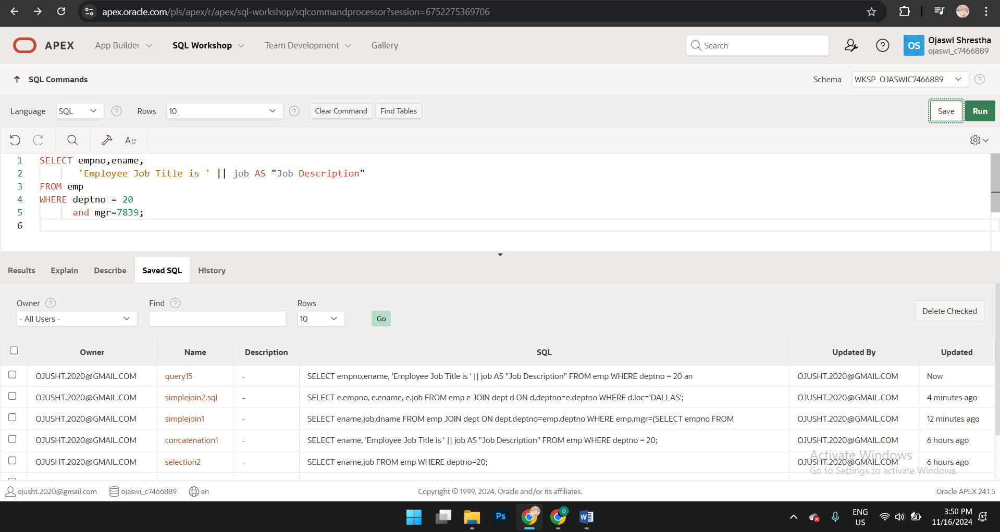 apex.oracle.com/pls/apex/r/apex/sql-workshop/sqlcommandprocessor?session=6752275369706
APEX App Builder SQL Workshop Team Development Gallery Search ? OS Ojaswi Shrestha
ojaswi_c7466889
SQL Commands Schema WKSP_OJASWIC7466889 ?
Language SQL ? Rows 10 ? Clear Command Find Tables Save Run
A
1 SELECT empno,ename,
2 'Employee Job Title is ' || job AS "Job Description"
3 FROM emp
4 WHERE deptno = 20
5 and mgr=7839;
6
Results Explain Describe Saved SQL History
Owner ? Find ? Rows
- All Users - 10 Go Delete Checked
Owner Name Description SQL Updated By Updated
OJUSHT.2020@GMAIL.COM query15 - SELECT empno,ename, 'Employee Job Title is ' || job AS "Job Description" FROM emp WHERE deptno = 20 an OJUSHT.2020@GMAIL.COM Now
OJUSHT.2020@GMAIL.COM simplejoin2.sql - SELECT e.empno, e.ename, e.job FROM emp e JOIN dept d ON d.deptno=e.deptno WHERE d.loc='DALLAS'; OJUSHT.2020@GMAIL.COM 4 minutes ago
OJUSHT.2020@GMAIL.COM simplejoin1 - SELECT ename,job,dname FROM emp JOIN dept ON dept.deptno=emp.deptno WHERE emp.mgr=(SELECT empno FROM OJUSHT.2020@GMAIL.COM 12 minutes ago
OJUSHT.2020@GMAIL.COM concatenation1 - SELECT ename, 'Employee Job Title is ' || job AS "Job Description" FROM emp WHERE deptno = 20; OJUSHT.2020@GMAIL.COM 6 hours ago
OJUSHT.2020@GMAIL.COM selection2 - SELECT ename,job FROM emp WHERE deptno=20; OJUSHT.2020@GMAIL.COM 6 hours ago
Activate Windows
Go to Settings to activate Windows.
ojusht.2020@gmail.com ojaswi_c7466889 en Copyright © 1999, 2024, Oracle and/or its affiliates. Oracle APEX 24.1.5
Ps O W ENG
US
3:50 PM
11/16/2024